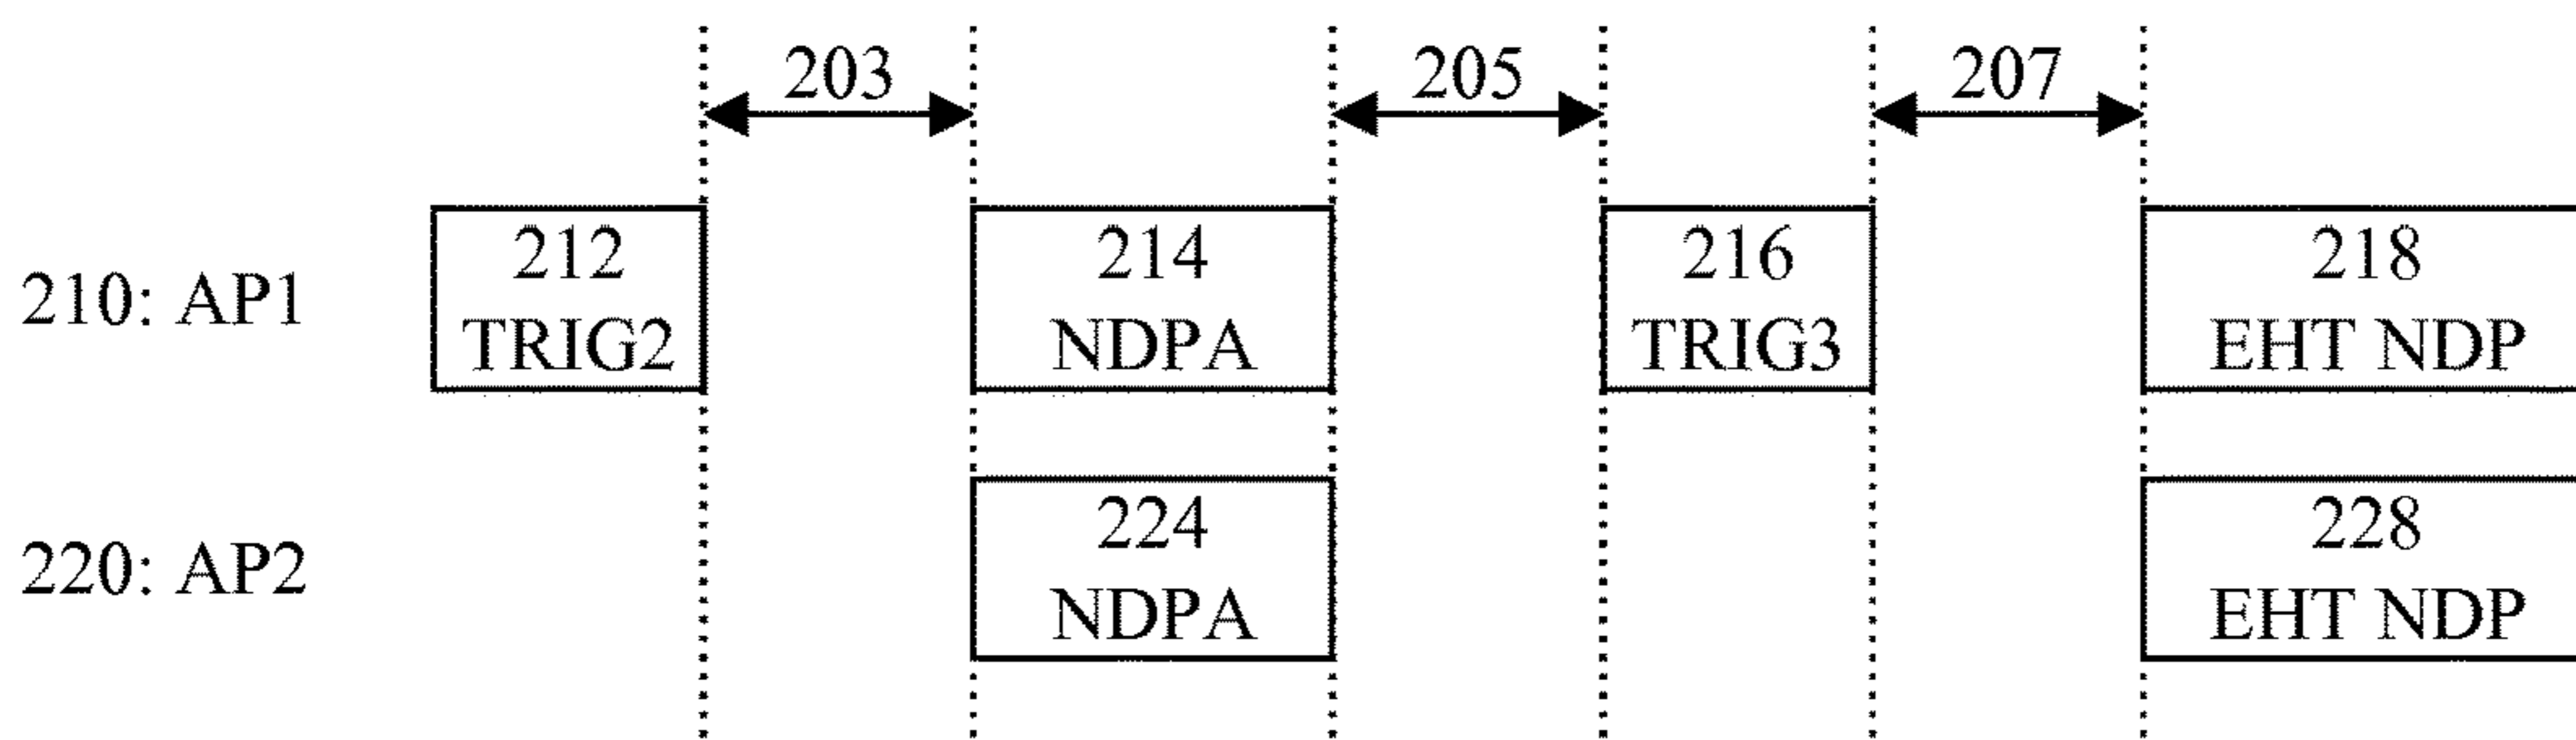 203 205 207
212 214 216 218
210: AP1
TRIG2 NDPA TRIG3 EHT NDP
224 228
220: AP2
NDPA EHT NDP